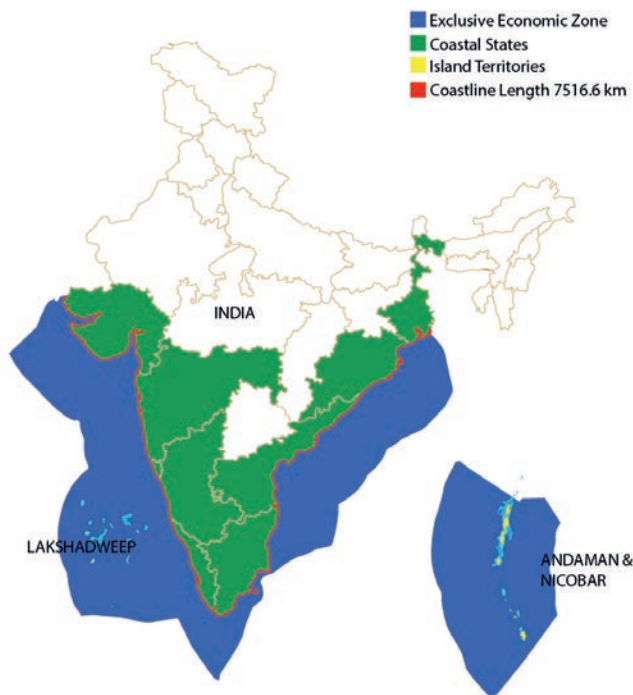 Exclusive Economic Zone
Coastal States
Island Territories
Coastline Length 7516.6 km
INDIA
LAKSHADWEEP
ANDAMAN &
NICOBAR